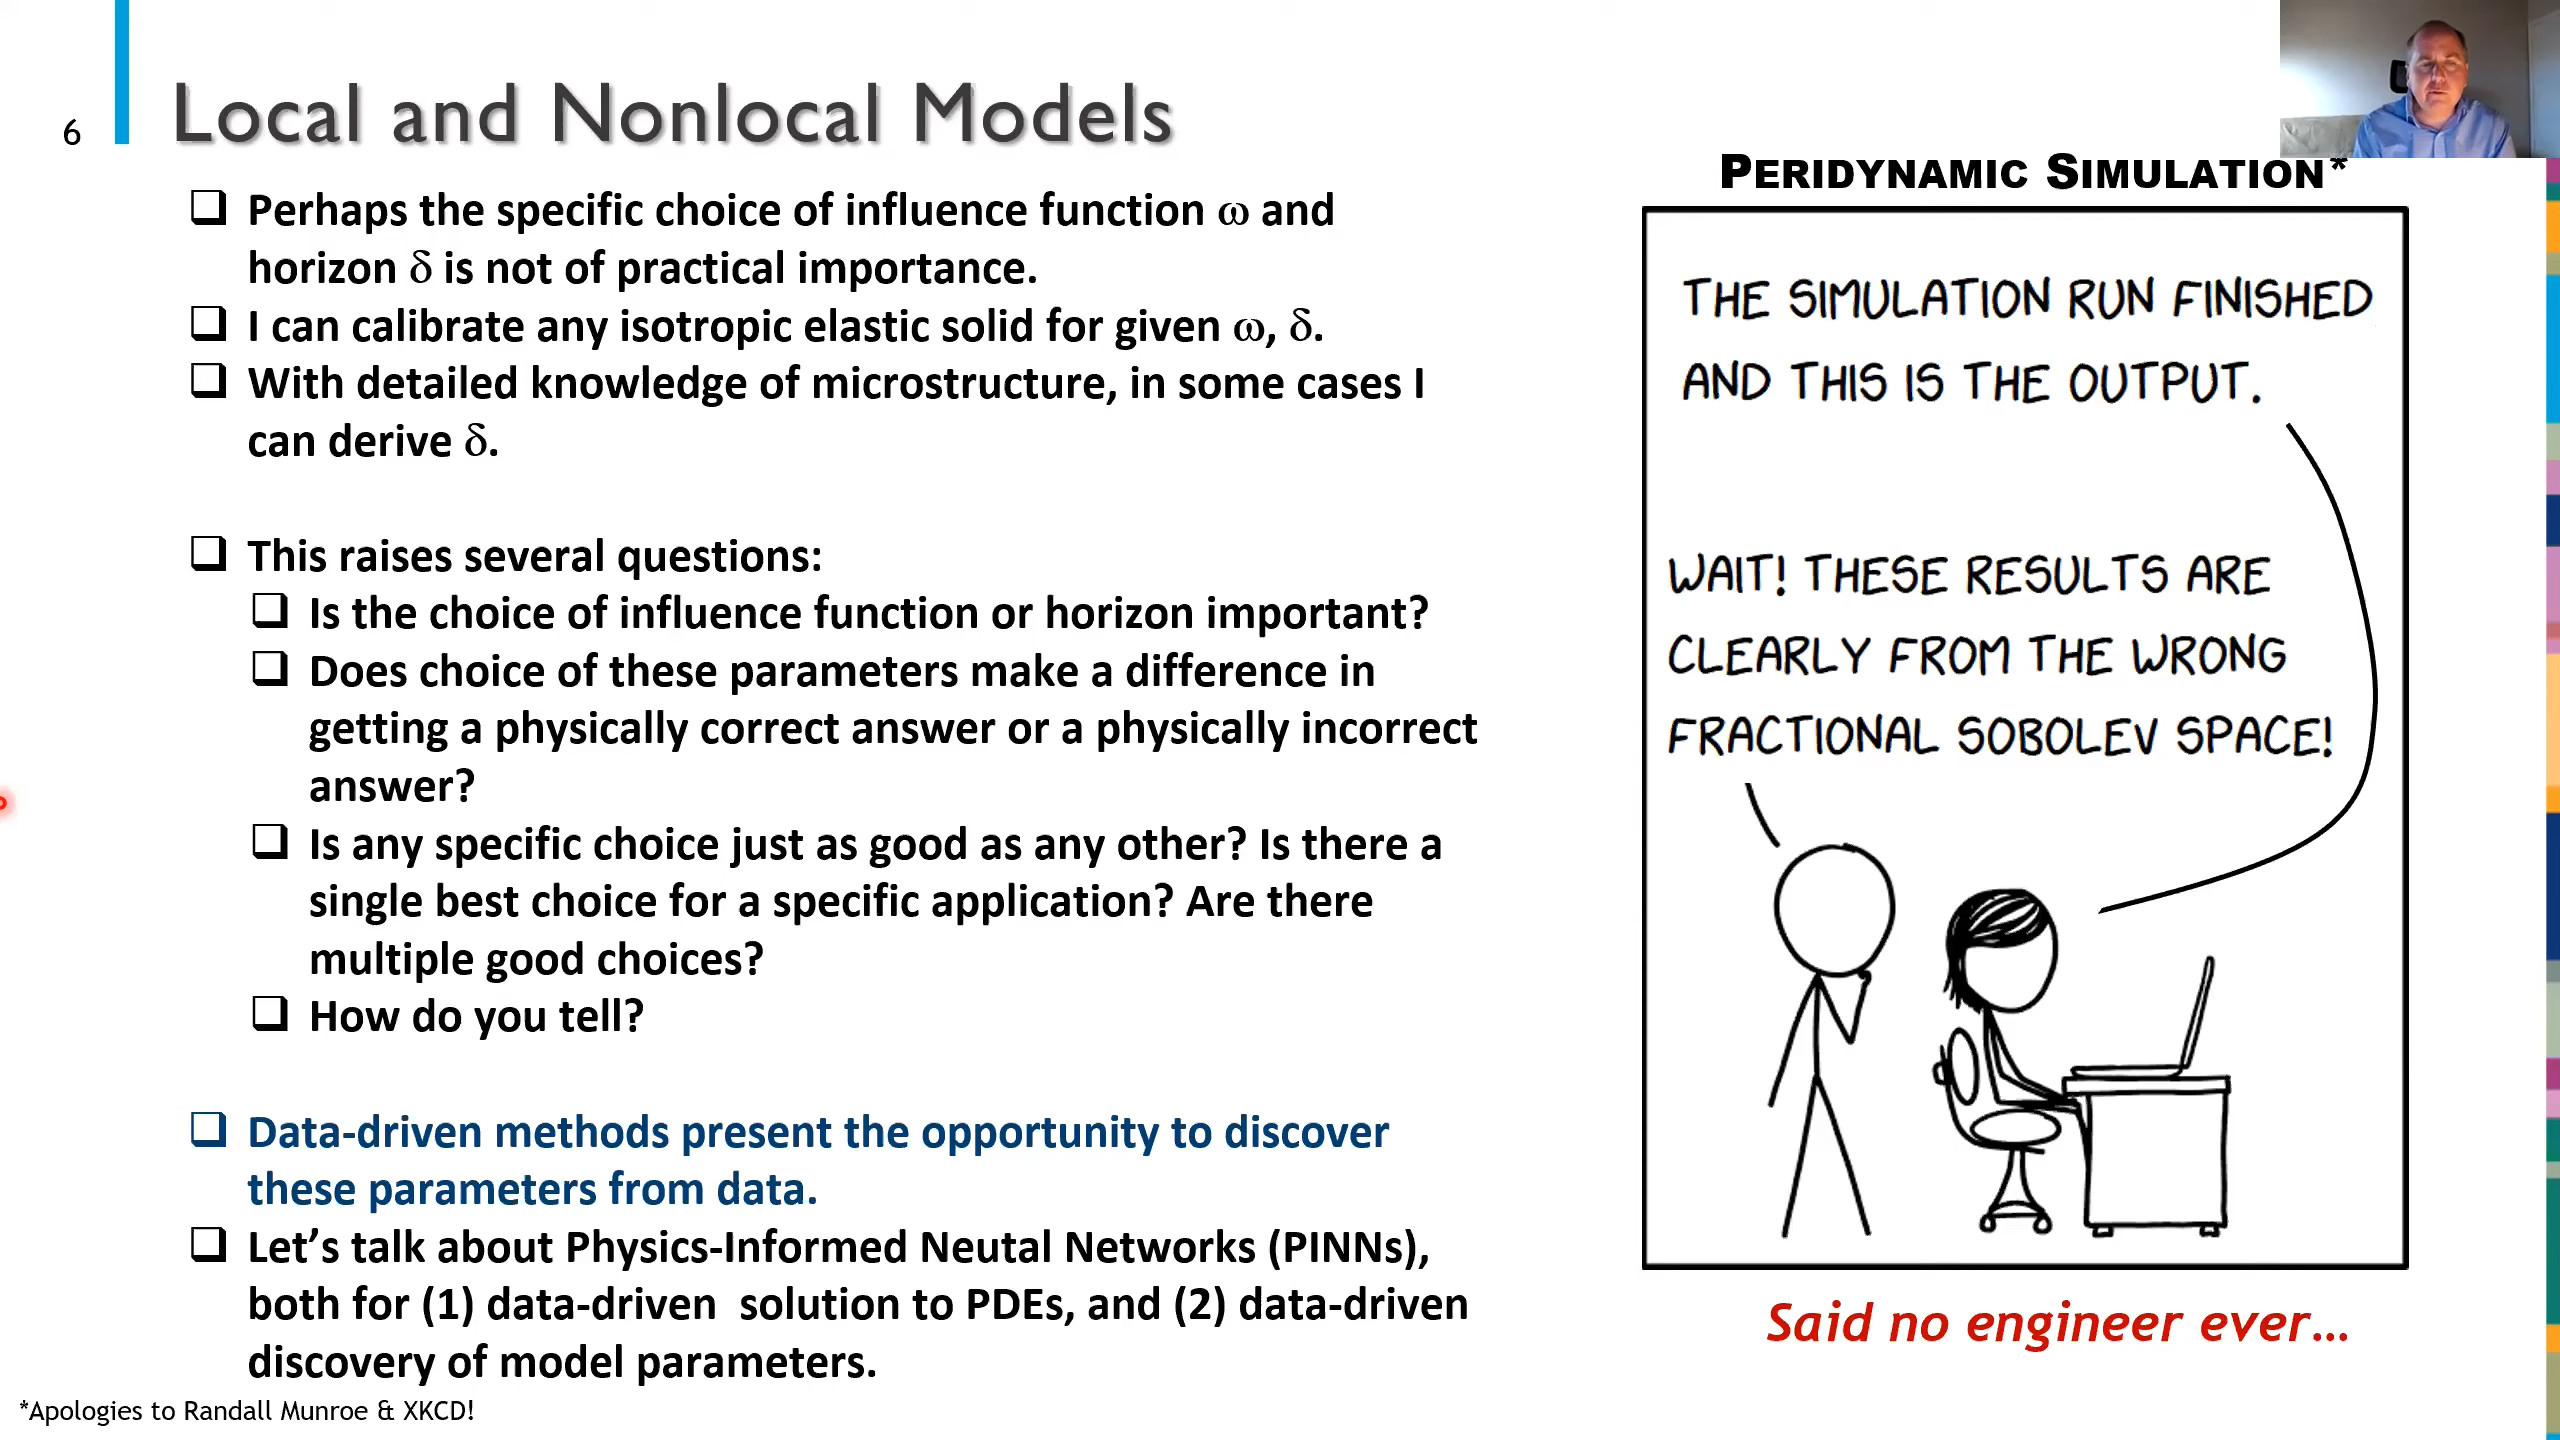 6
Local and Nonlocal Models
❑ Perhaps the specific choice of influence function ω and
horizon δ is not of practical importance.
❑ I can calibrate any isotropic elastic solid for given ω, δ.
❑ With detailed knowledge of microstructure, in some cases I
can derive δ.
❑ This raises several questions:
❑ Is the choice of influence function or horizon important?
❑ Does choice of these parameters make a difference in
getting a physically correct answer or a physically incorrect
answer?
❑ Is any specific choice just as good as any other? Is there a
single best choice for a specific application? Are there
multiple good choices?
❑ How do you tell?
❑ Data-driven methods present the opportunity to discover
these parameters from data.
❑ Let’s talk about Physics-Informed Neutal Networks (PINNs),
both for (1) data-driven solution to PDEs, and (2) data-driven
discovery of model parameters.
*Apologies to Randall Munroe & XKCD!
PERIDYNAMIC SIMULATION*
THE SIMULATION RUN FINISHED
AND THIS IS THE OUTPUT.
WAIT! THESE RESULTS ARE
CLEARLY FROM THE WRONG
FRACTIONAL SOBOLEV SPACE!
Said no engineer ever…